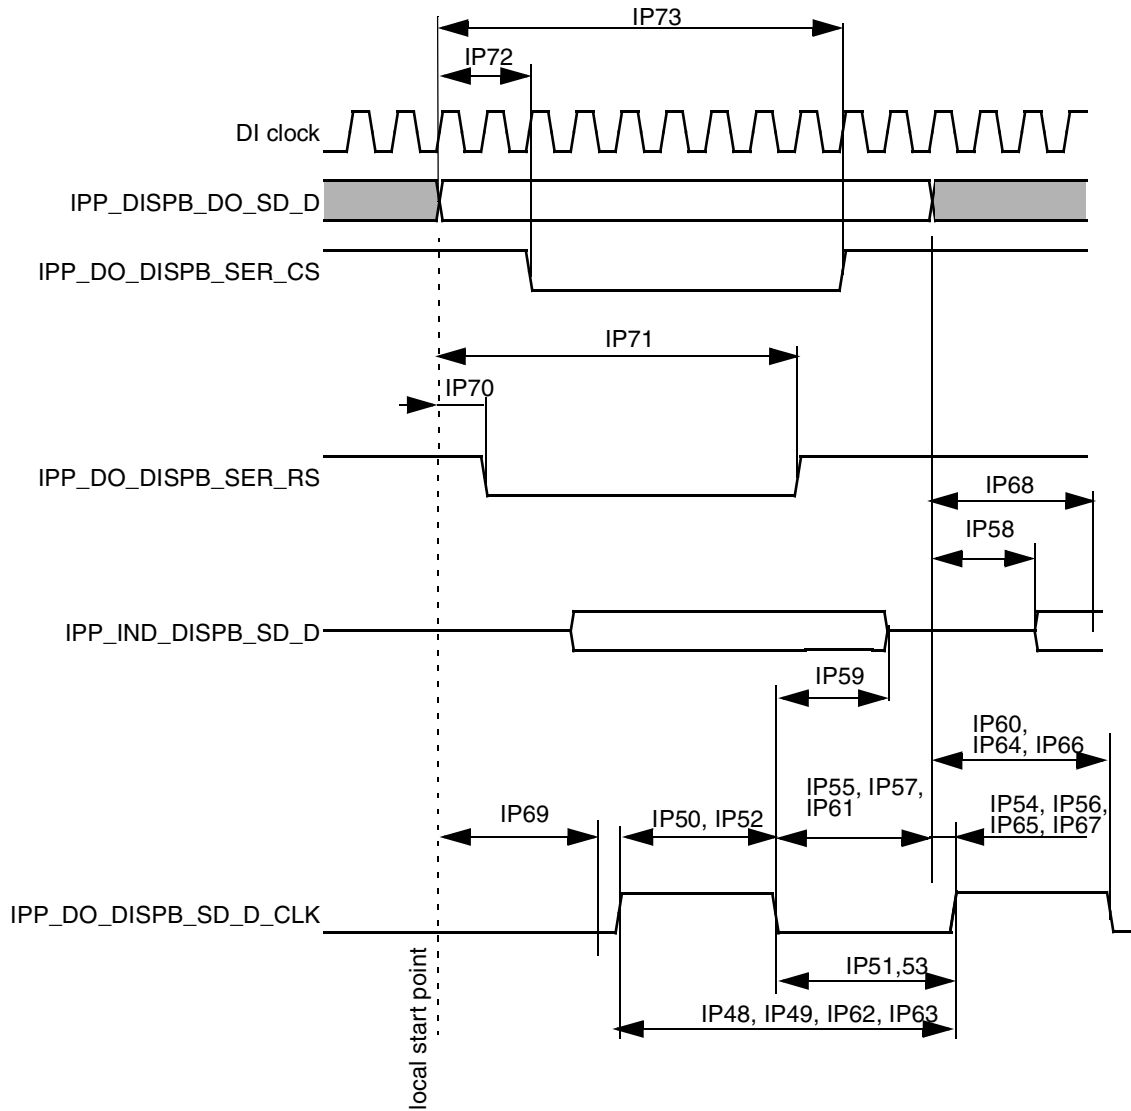 IP73
IP72
DI clock
IPP_DISPB_DO_SD_D
IPP_DO_DISPB_SER_CS
IP71
IP70
IPP_DO_DISPB_SER_RS
IP68
IP58
IPP_IND_DISPB_SD_D
IP59
IP60,
IP64, IP66
IP55, IP57,
IP61
IP54, IP56,
IP65, IP67
IP69
IP50, IP52
IPP_DO_DISPB_SD_D_CLK
IP51,53
IP48, IP49, IP62, IP63
local start point